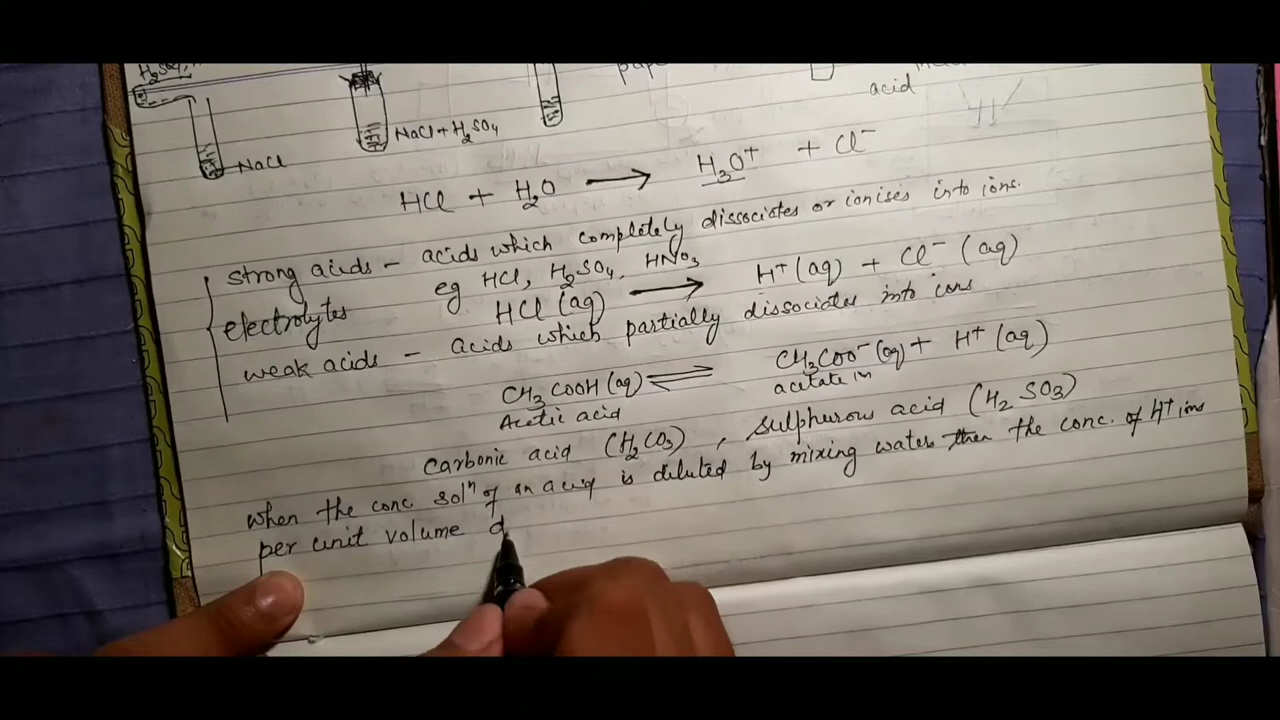 H₂SO₄
acid
NaCl+H₂SO₄
NaCl
HCl + H₂O ⟶ H₃O⁺ + Cl⁻
strong acids – acids which completely dissociates or ionises into ions.
eg HCl, H₂SO₄, HNO₃
electrolytes HCl (aq) ⟶ H⁺(aq) + Cl⁻ (aq)
weak acids – acids which partially dissociates into ions
CH₃COOH (aq) ⇌ CH₃COO⁻(aq) + H⁺ (aq)
Acetic acid acetate
Carbonic acid (H₂CO₃) , sulphurous acid (H₂SO₃)
when the conc solⁿ of an acid is diluted by mixing water then the conc. of H⁺ ions
per unit volume d